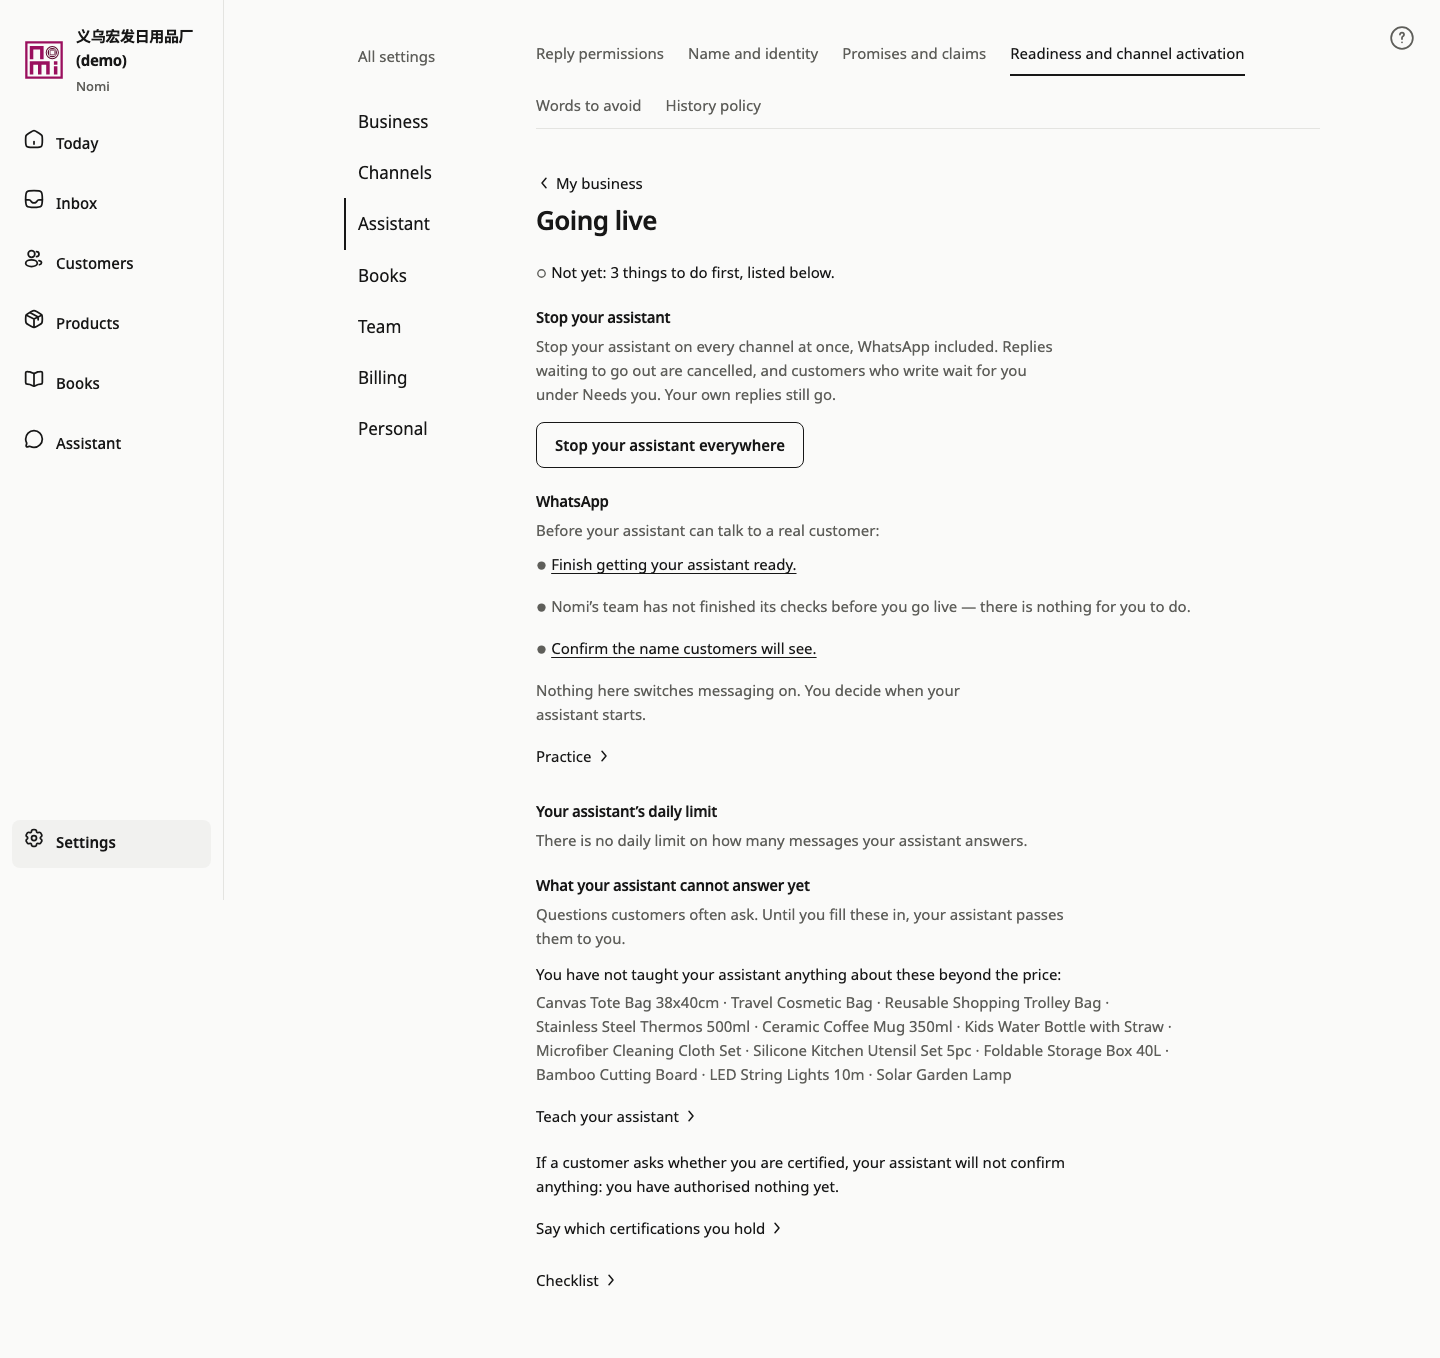 义乌宏发日用品厂
(demo)
Nomi
Today
Inbox
Customers
Products
Books
Assistant
Settings
All settings
Business
Channels
Assistant
Books
Team
Billing
Personal
Reply permissions
Name and identity
Promises and claims
Readiness and channel activation
Words to avoid
History policy
My business
Going live
Not yet: 3 things to do first, listed below.
Stop your assistant
Stop your assistant on every channel at once, WhatsApp included. Replies
waiting to go out are cancelled, and customers who write wait for you
under Needs you. Your own replies still go.
Stop your assistant everywhere
WhatsApp
Before your assistant can talk to a real customer:
Finish getting your assistant ready.
Nomi’s team has not finished its checks before you go live — there is nothing for you to do.
Confirm the name customers will see.
Nothing here switches messaging on. You decide when your
assistant starts.
Practice
Your assistant’s daily limit
There is no daily limit on how many messages your assistant answers.
What your assistant cannot answer yet
Questions customers often ask. Until you fill these in, your assistant passes
them to you.
You have not taught your assistant anything about these beyond the price:
Canvas Tote Bag 38x40cm · Travel Cosmetic Bag · Reusable Shopping Trolley Bag ·
Stainless Steel Thermos 500ml · Ceramic Coffee Mug 350ml · Kids Water Bottle with Straw ·
Microfiber Cleaning Cloth Set · Silicone Kitchen Utensil Set 5pc · Foldable Storage Box 40L ·
Bamboo Cutting Board · LED String Lights 10m · Solar Garden Lamp
Teach your assistant
If a customer asks whether you are certified, your assistant will not confirm
anything: you have authorised nothing yet.
Say which certifications you hold
Checklist